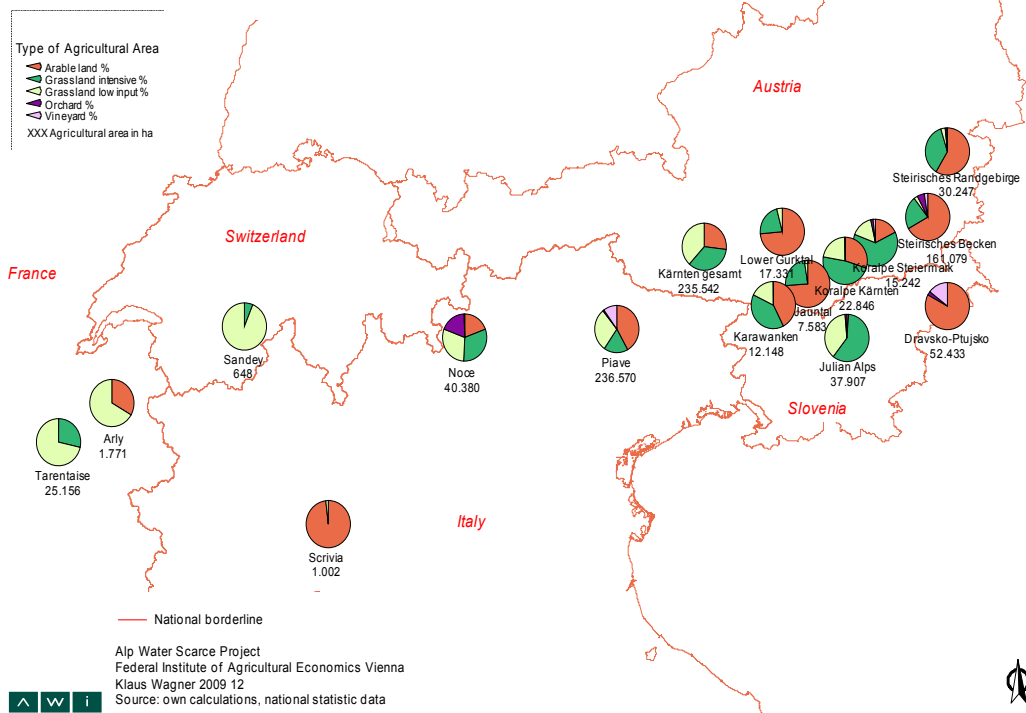 Type of Agricultural Area
Arable land %
Grassland intensive %
Grassland low input %
Orchard %
Vineyard %
XXX Agricultural area in ha
Austria
Steirisches Randgebirge
30.247
Switzerland
France
Lower Gurktal
17.331
Steirisches Becken
161.079
Kärnten gesamt
235.542
Koralpe Steiermark
15.242
Koralpe Kärnten
22.846
Jauntal
7.583
Karawanken
12.148
Julian Alps
37.907
Dravsko-Ptujsko
52.433
Sandey
648
Noce
40.380
Piave
236.570
Slovenia
Arly
1.771
Tarentaise
25.156
Italy
Scrivia
1.002
National borderline
Alp Water Scarce Project
Federal Institute of Agricultural Economics Vienna
Klaus Wagner 2009 12
Source: own calculations, national statistic data
Λ W i